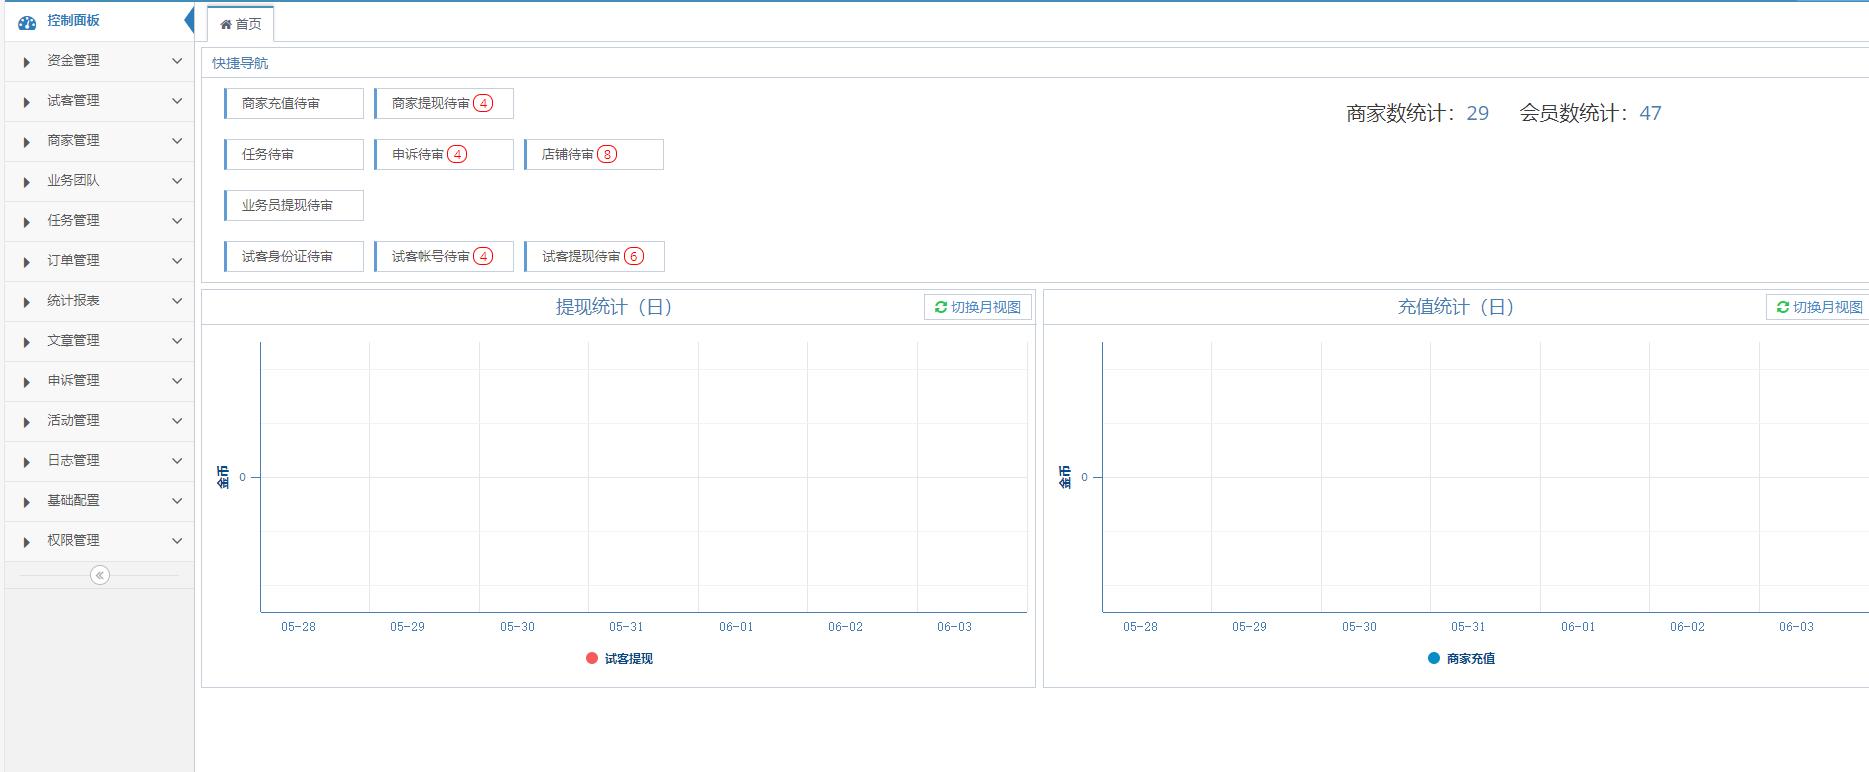 控制面板
首页
资金管理
试客管理
商家管理
业务团队
任务管理
订单管理
统计报表
文章管理
申诉管理
活动管理
日志管理
基础配置
权限管理
快捷导航
商家充值待审 商家提现待审 4
商家数统计：29 会员数统计：47
任务待审 申诉待审 4 店铺待审 8
业务员提现待审
试客身份证待审 试客帐号待审 4 试客提现待审 6
提现统计（日） 切换月视图
金币
0
05-28 05-29 05-30 05-31 06-01 06-02 06-03
试客提现
充值统计（日） 切换月视图
金币
0
05-28 05-29 05-30 05-31 06-01 06-02 06-03
商家充值